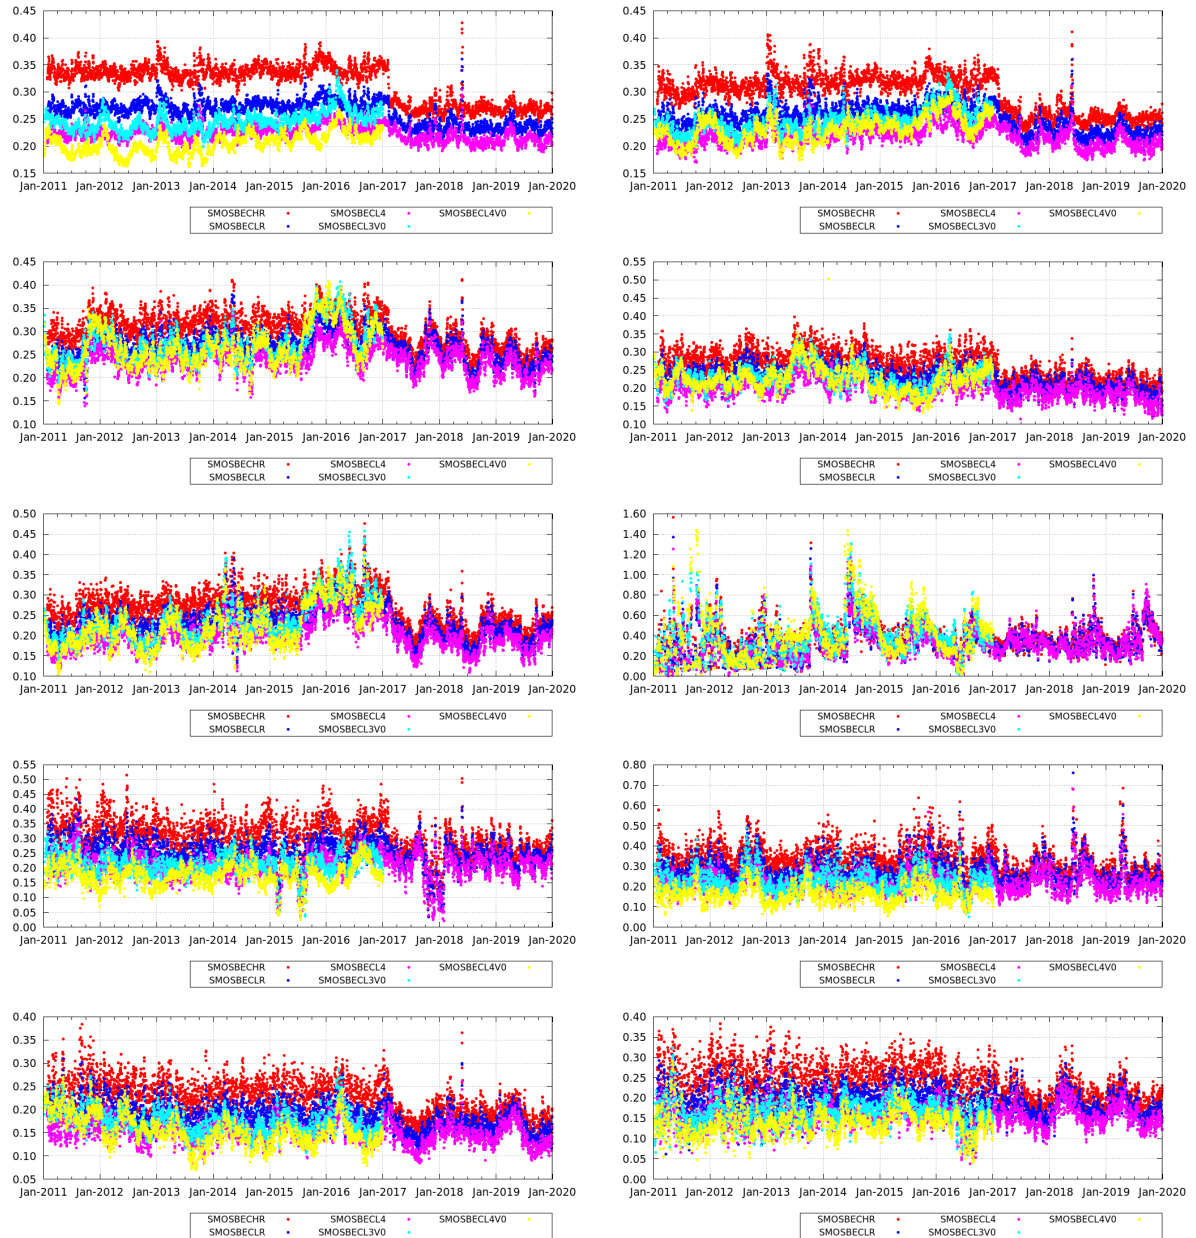 0.45
0.40
0.35
0.30
0.25
0.20
0.15
Jan-2011 Jan-2012 Jan-2013 Jan-2014 Jan-2015 Jan-2016 Jan-2017 Jan-2018 Jan-2019 Jan-2020
SMOSBECHR SMOSBECL4 SMOSBECL4V0
SMOSBECLR SMOSBECL3V0
0.45
0.40
0.35
0.30
0.25
0.20
0.15
Jan-2011 Jan-2012 Jan-2013 Jan-2014 Jan-2015 Jan-2016 Jan-2017 Jan-2018 Jan-2019 Jan-2020
SMOSBECHR SMOSBECL4 SMOSBECL4V0
SMOSBECLR SMOSBECL3V0
0.45
0.40
0.35
0.30
0.25
0.20
0.15
0.10
Jan-2011 Jan-2012 Jan-2013 Jan-2014 Jan-2015 Jan-2016 Jan-2017 Jan-2018 Jan-2019 Jan-2020
SMOSBECHR SMOSBECL4 SMOSBECL4V0
SMOSBECLR SMOSBECL3V0
0.55
0.50
0.45
0.40
0.35
0.30
0.25
0.20
0.15
0.10
Jan-2011 Jan-2012 Jan-2013 Jan-2014 Jan-2015 Jan-2016 Jan-2017 Jan-2018 Jan-2019 Jan-2020
SMOSBECHR SMOSBECL4 SMOSBECL4V0
SMOSBECLR SMOSBECL3V0
0.50
0.45
0.40
0.35
0.30
0.25
0.20
0.15
0.10
Jan-2011 Jan-2012 Jan-2013 Jan-2014 Jan-2015 Jan-2016 Jan-2017 Jan-2018 Jan-2019 Jan-2020
SMOSBECHR SMOSBECL4 SMOSBECL4V0
SMOSBECLR SMOSBECL3V0
1.60
1.40
1.20
1.00
0.80
0.60
0.40
0.20
0.00
Jan-2011 Jan-2012 Jan-2013 Jan-2014 Jan-2015 Jan-2016 Jan-2017 Jan-2018 Jan-2019 Jan-2020
SMOSBECHR SMOSBECL4 SMOSBECL4V0
SMOSBECLR SMOSBECL3V0
0.55
0.50
0.45
0.40
0.35
0.30
0.25
0.20
0.15
0.10
0.05
0.00
Jan-2011 Jan-2012 Jan-2013 Jan-2014 Jan-2015 Jan-2016 Jan-2017 Jan-2018 Jan-2019 Jan-2020
SMOSBECHR SMOSBECL4 SMOSBECL4V0
SMOSBECLR SMOSBECL3V0
0.80
0.70
0.60
0.50
0.40
0.30
0.20
0.10
0.00
Jan-2011 Jan-2012 Jan-2013 Jan-2014 Jan-2015 Jan-2016 Jan-2017 Jan-2018 Jan-2019 Jan-2020
SMOSBECHR SMOSBECL4 SMOSBECL4V0
SMOSBECLR SMOSBECL3V0
0.40
0.35
0.30
0.25
0.20
0.15
0.10
0.05
Jan-2011 Jan-2012 Jan-2013 Jan-2014 Jan-2015 Jan-2016 Jan-2017 Jan-2018 Jan-2019 Jan-2020
SMOSBECHR SMOSBECL4 SMOSBECL4V0
SMOSBECLR SMOSBECL3V0
0.40
0.35
0.30
0.25
0.20
0.15
0.10
0.05
0.00
Jan-2011 Jan-2012 Jan-2013 Jan-2014 Jan-2015 Jan-2016 Jan-2017 Jan-2018 Jan-2019 Jan-2020
SMOSBECHR SMOSBECL4 SMOSBECL4V0
SMOSBECLR SMOSBECL3V0